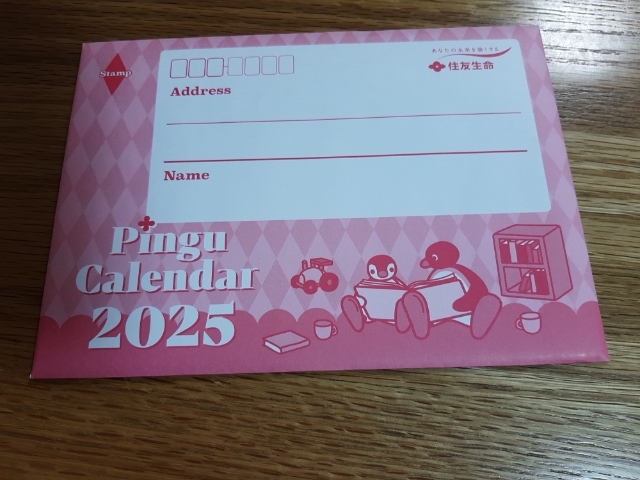 Stamp
あなたの未来を強くする
住友生命
Address
Name
Pingu
Calendar
2025